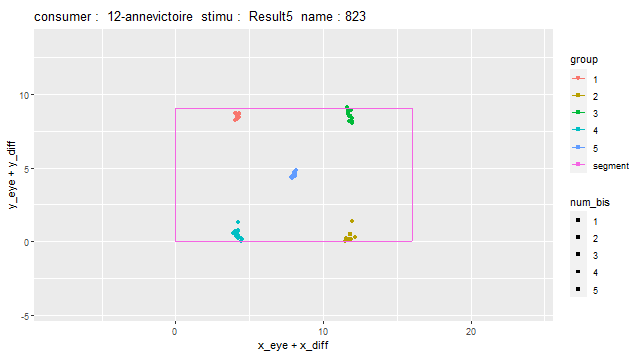 consumer :  12-annevictoire  stimu :  Result5  name : 823
y_eye + y_diff
10
5
0
-5
0
10
20
x_eye + x_diff
group
1
2
3
4
5
segment
num_bis
1
2
3
4
5